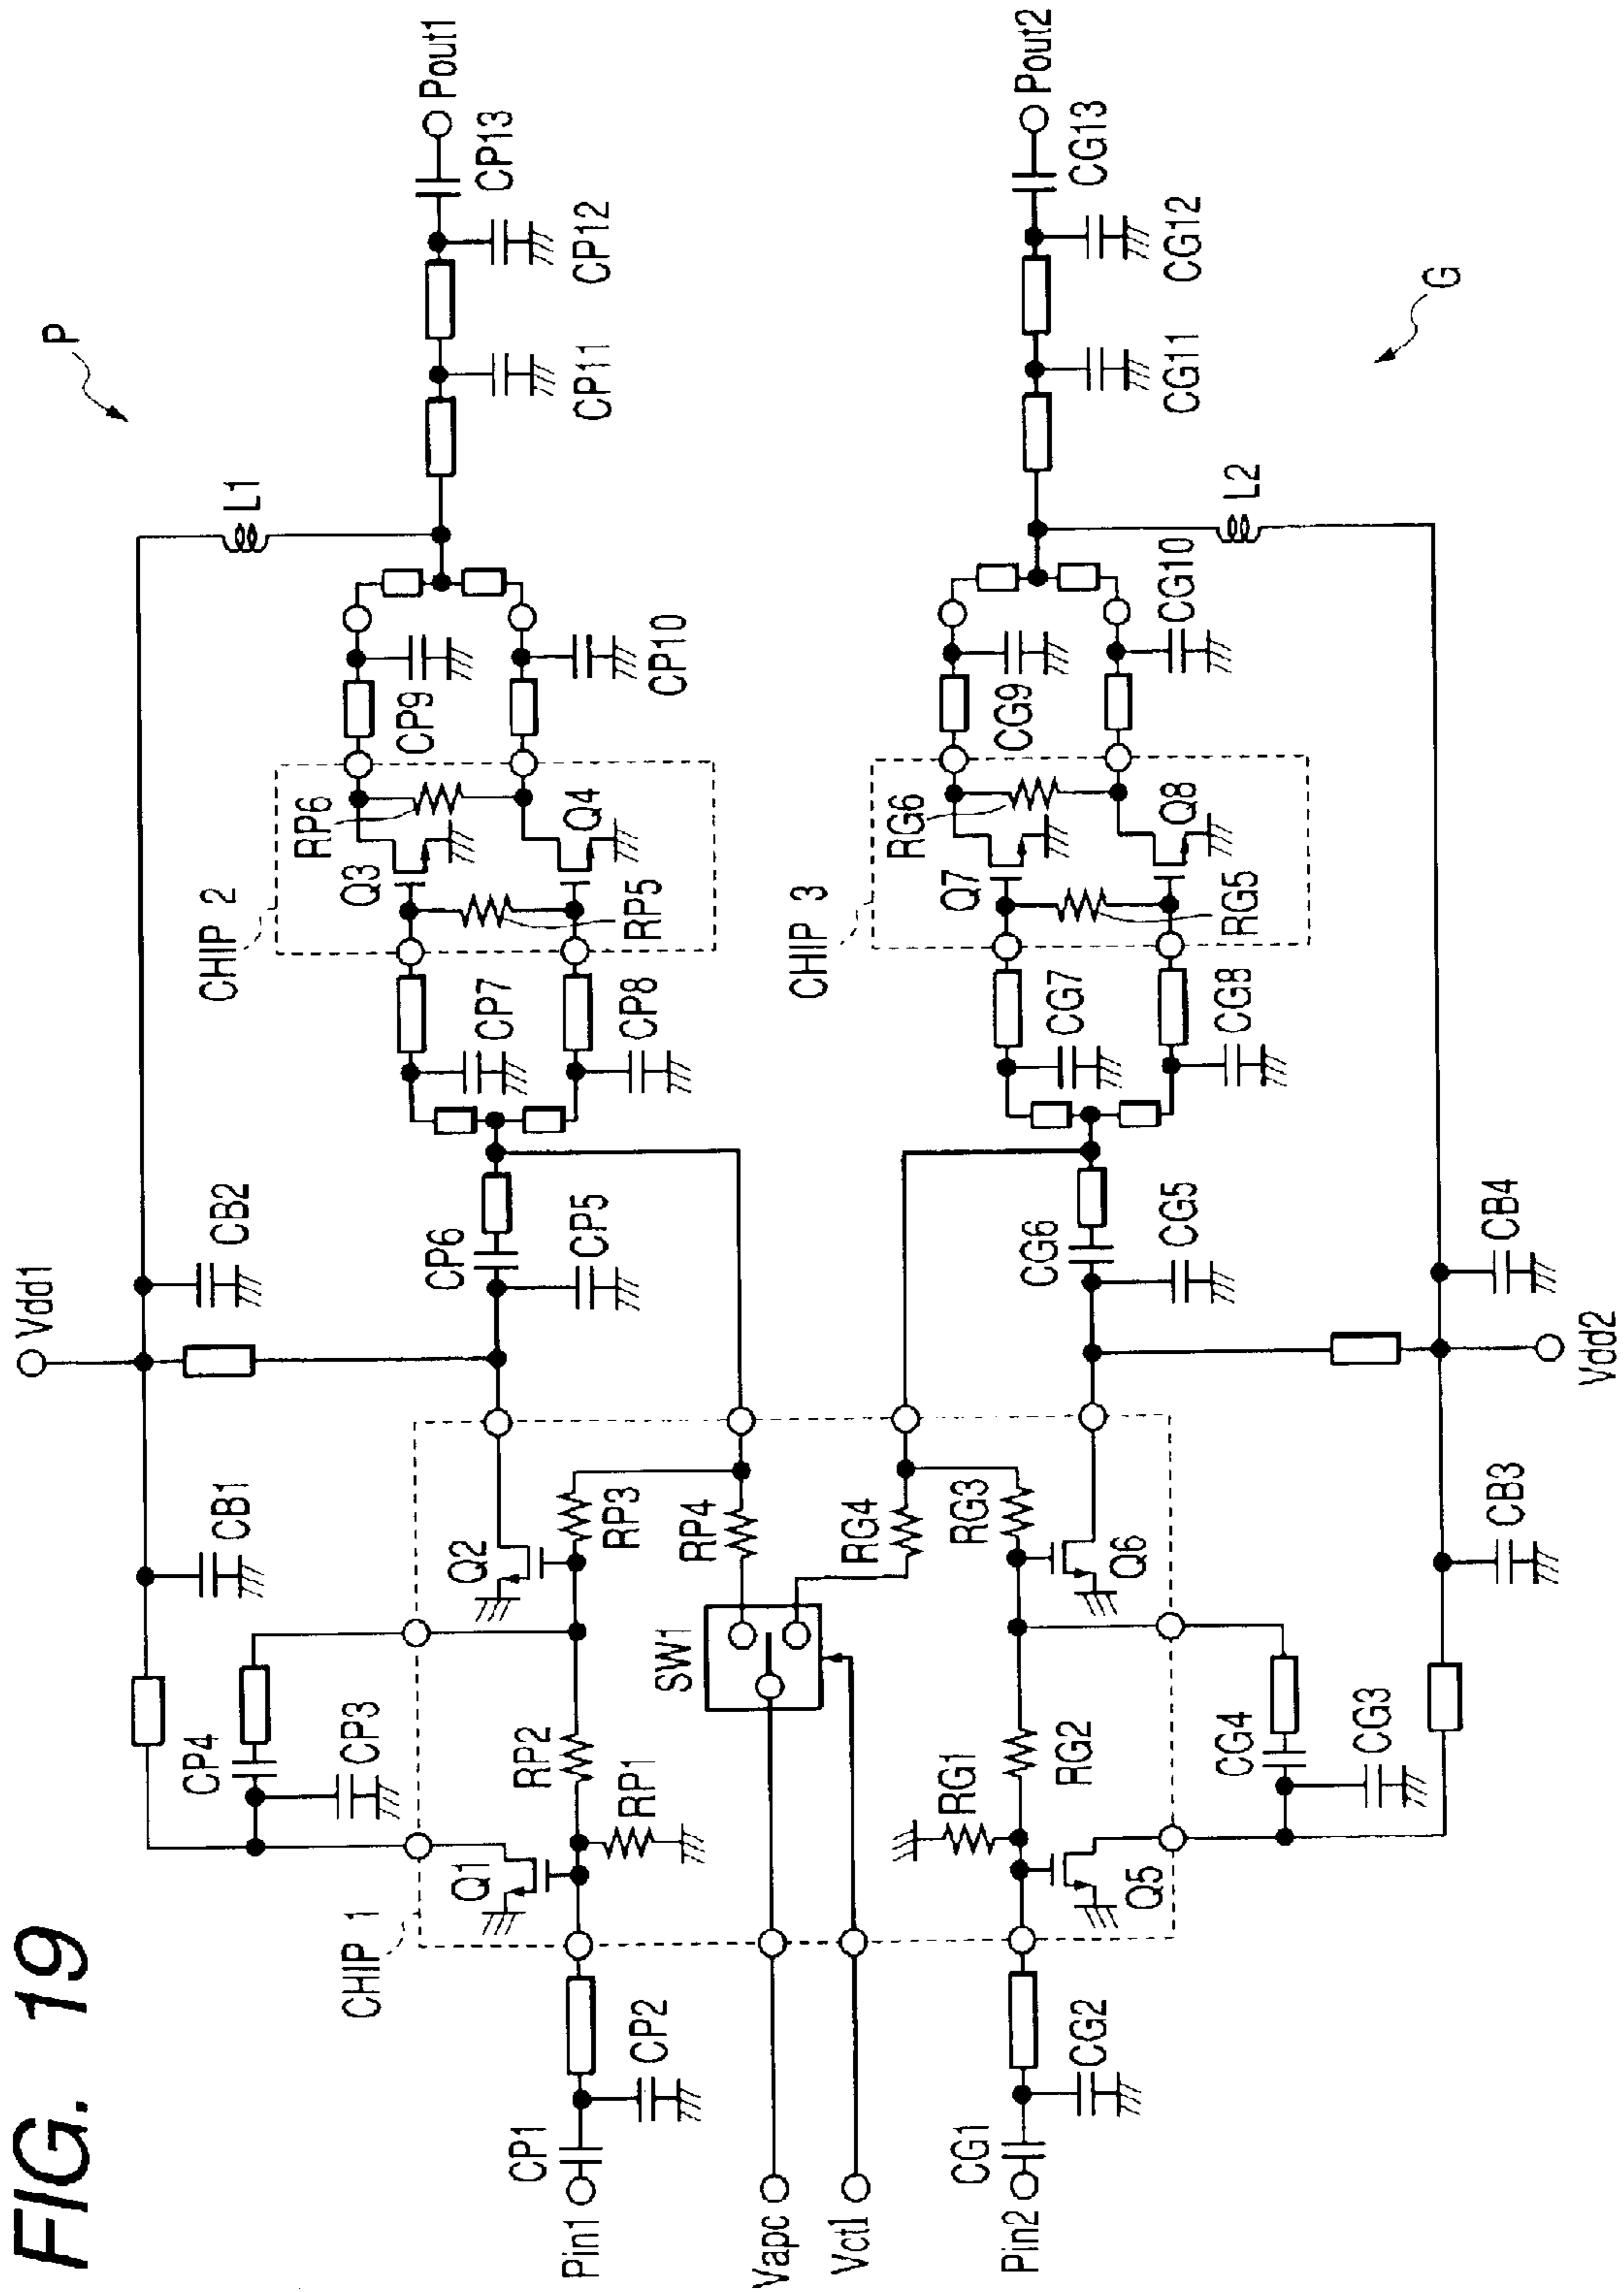 FIG. 19
P
Vdd1
Pout1
L1
CB1
CB2
CP13
CP12
CP11
CHIP 2
RP6
Q3
Q4
RP5
CP9
CP10
CP7
CP8
CP4
CP3
CP6
CP5
CHIP 1
Q1
Q2
RP2
RP1
RP3
RP4
Pin1
CP1
CP2
SW1
Vapc
Vctl
RG4
RG3
RG1
RG2
Q5
Q6
Pin2
CG1
CG2
CG4
CG3
CG6
CG5
CHIP 3
RG6
Q7
Q8
RG5
CG7
CG8
CG9
CG10
Pout2
CG13
CG12
CG11
L2
CB3
CB4
Vdd2
G